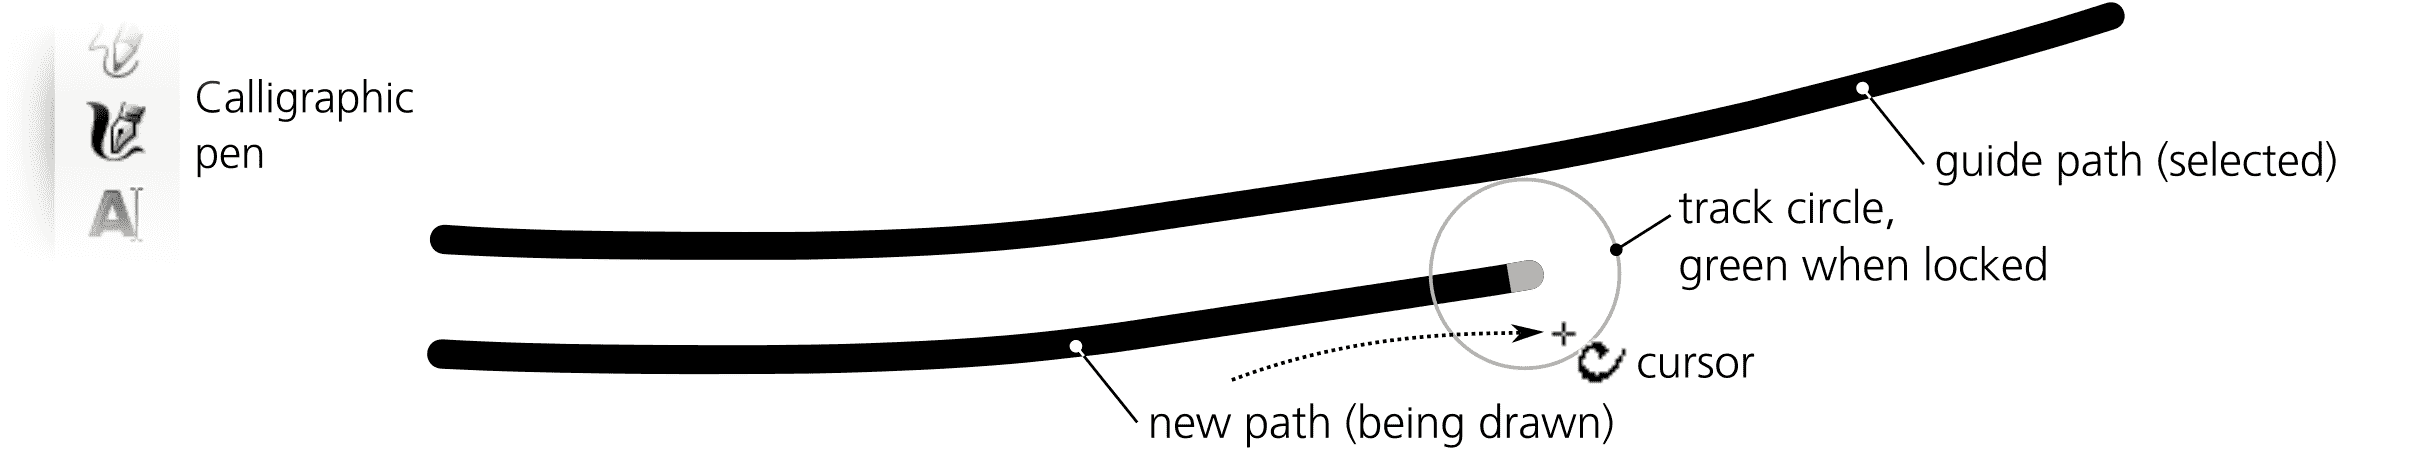 Calligraphic
pen
guide path (selected)
track circle,
green when locked
cursor
new path (being drawn)
A